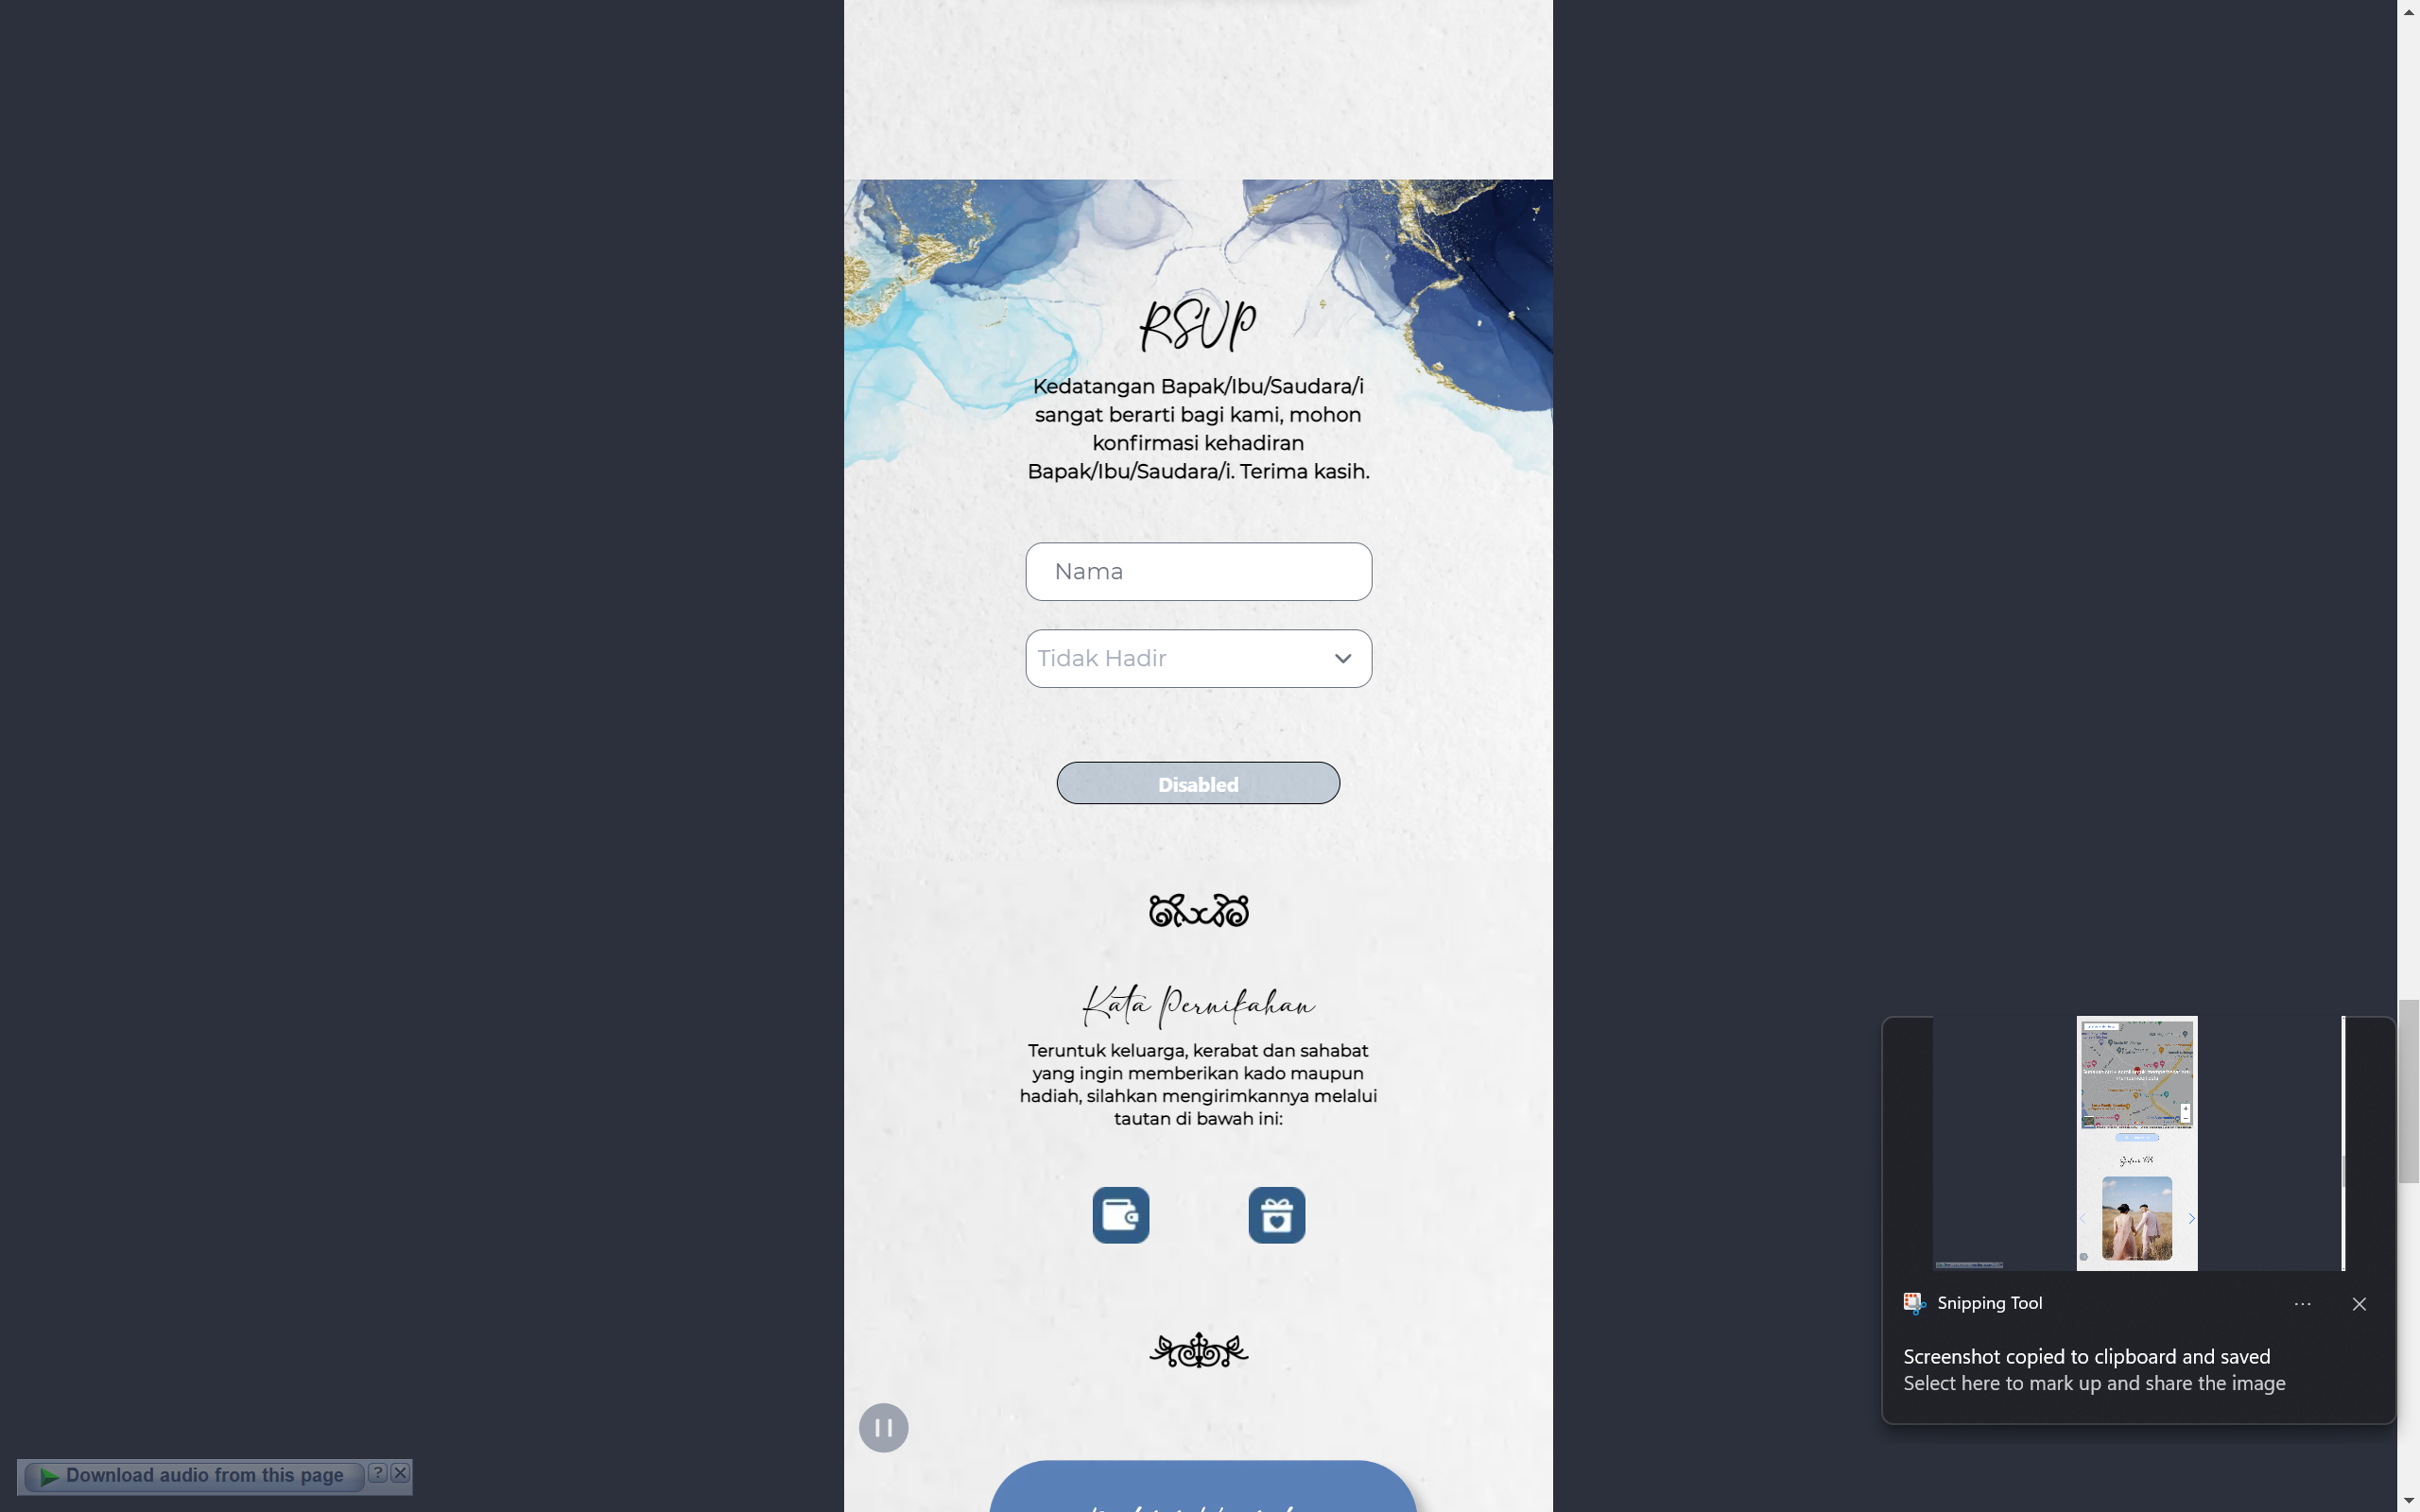 RSVP
Kedatangan Bapak/Ibu/Saudara/i
sangat berarti bagi kami, mohon
konfirmasi kehadiran
Bapak/Ibu/Saudara/i. Terima kasih.
Nama
Tidak Hadir
Disabled
Kata Pernikahan
Teruntuk keluarga, kerabat dan sahabat
yang ingin memberikan kado maupun
hadiah, silahkan mengirimkannya melalui
tautan di bawah ini:
Snipping Tool
Screenshot copied to clipboard and saved
Select here to mark up and share the image
Download audio from this page ?